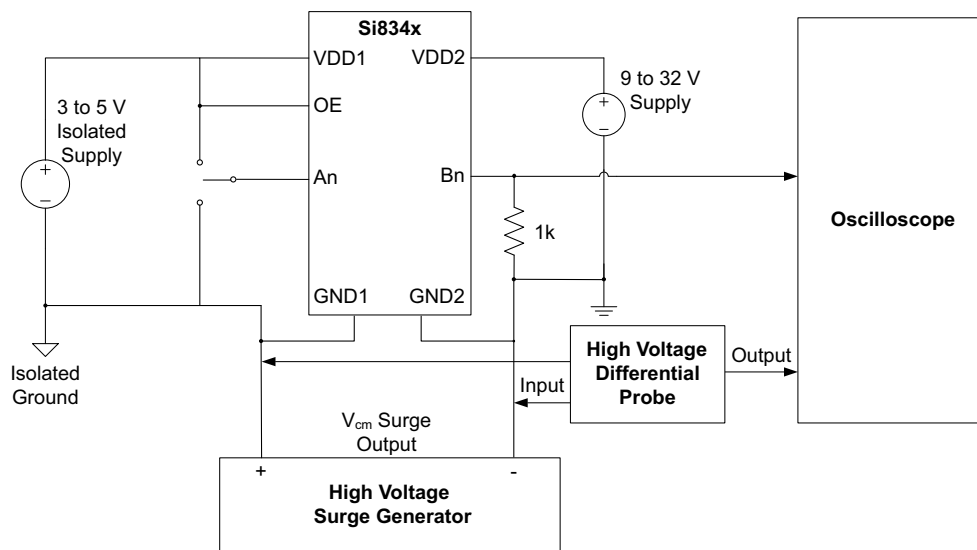 Si834x
VDD1
VDD2
3 to 5 V
Isolated
Supply
+
−
OE
9 to 32 V
Supply
+
−
An
Bn
1k
Oscilloscope
GND1
GND2
Isolated
Ground
High Voltage
Differential
Probe
Input
Output
Vcm Surge
Output
+
-
High Voltage
Surge Generator